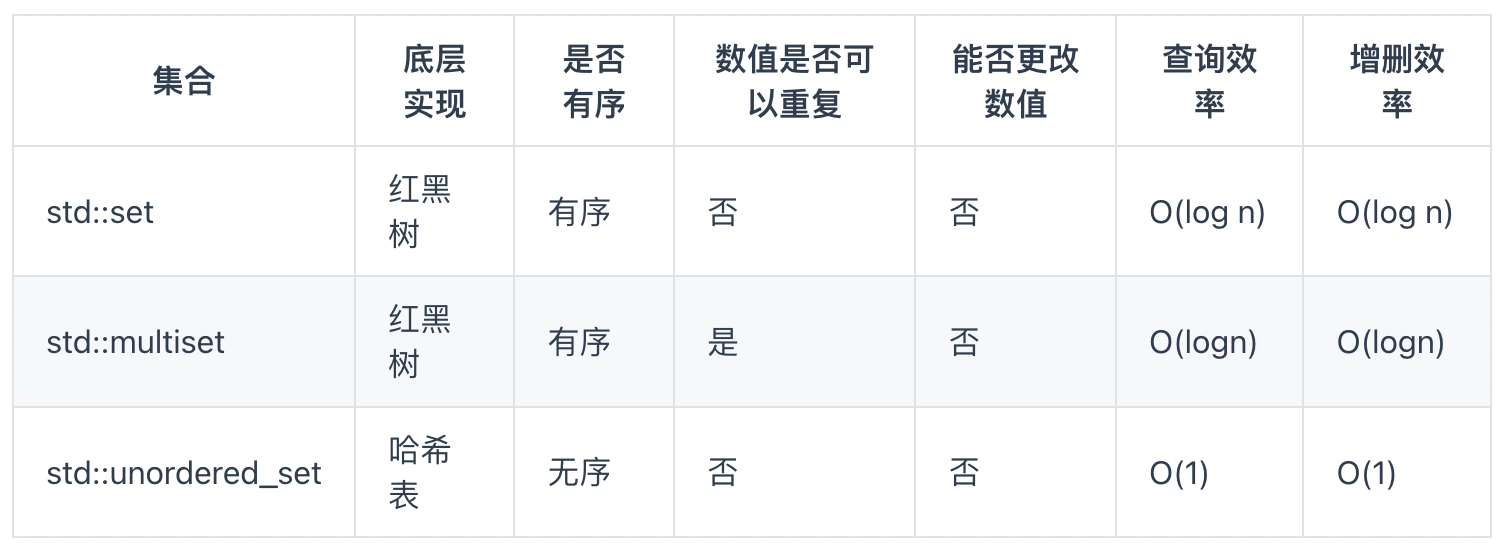 集合 底层 是否 数值是否可 能否更改 查询效 增删效
实现 有序 以重复 数值 率 率
std::set 红黑 有序 否 否 O(log n) O(log n)
树
std::multiset 红黑 有序 是 否 O(logn) O(logn)
树
std::unordered_set 哈希 无序 否 否 O(1) O(1)
表